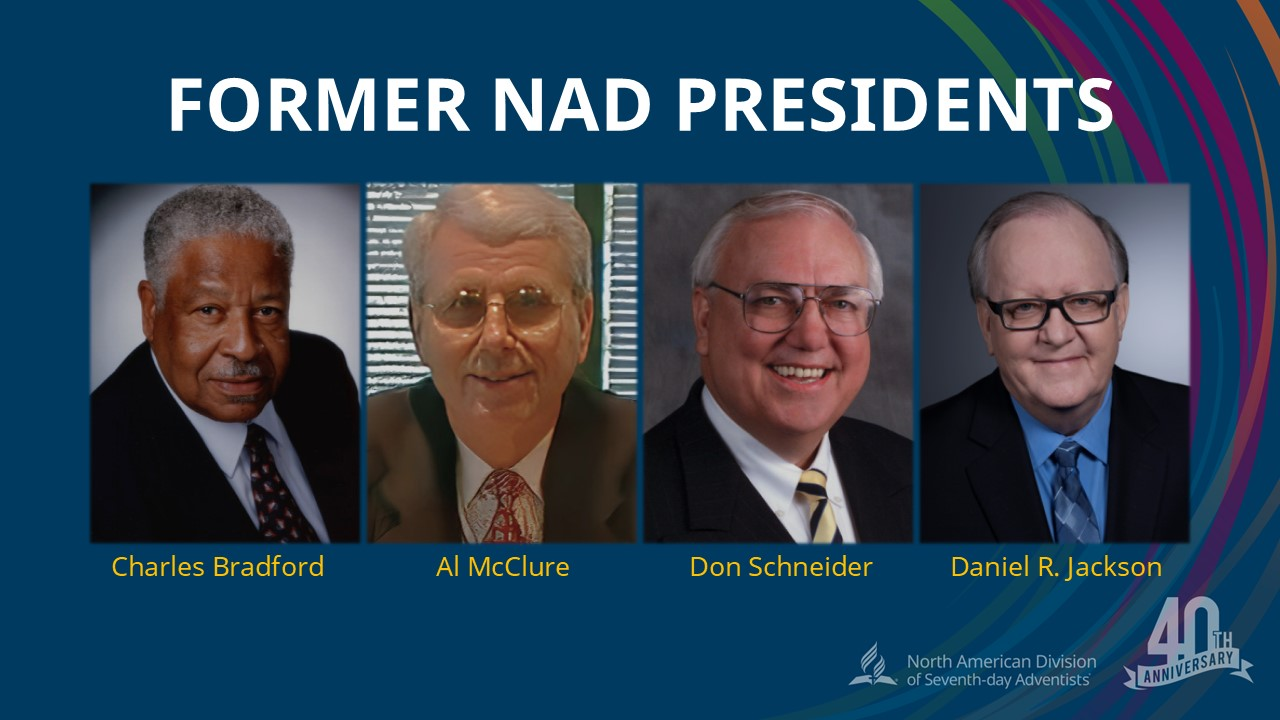 FORMER NAD PRESIDENTS
Charles Bradford
Al McClure
Don Schneider
Daniel R. Jackson
North American Division
of Seventh-day Adventists
40TH
ANNIVERSARY